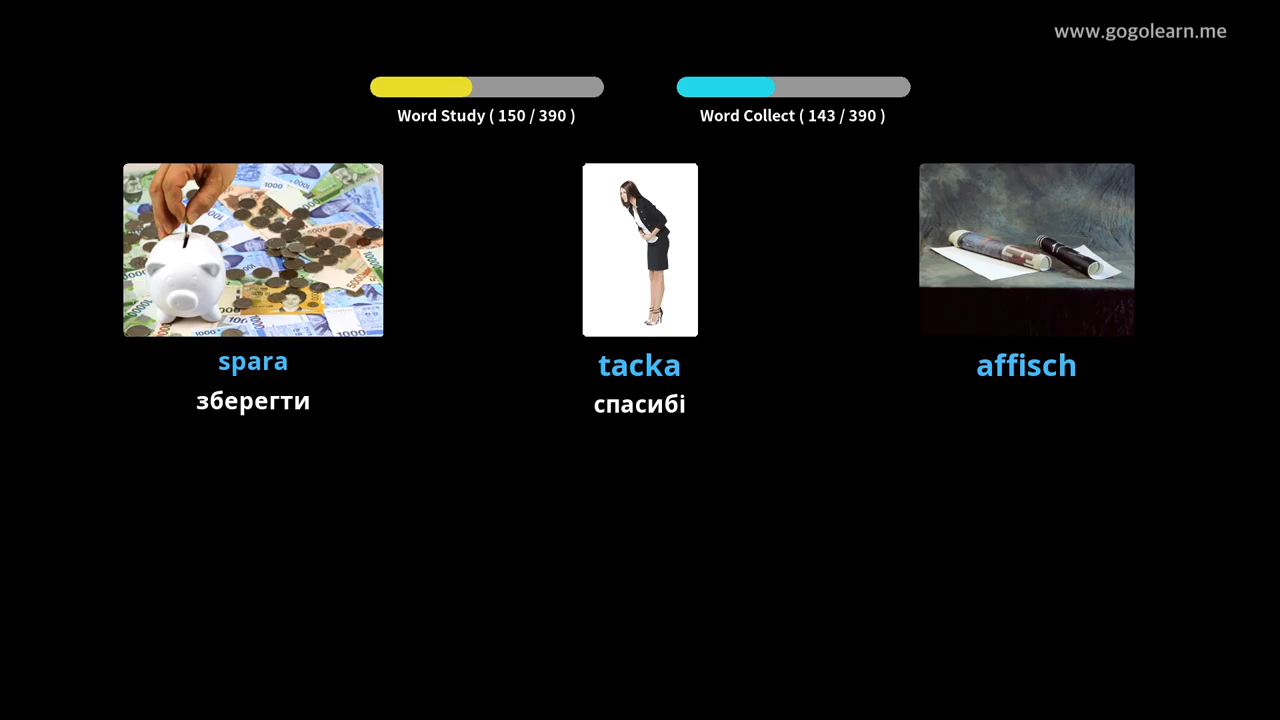 www.gogolearn.me
Word Study ( 150 / 390 )
Word Collect ( 143 / 390 )
spara
зберегти
tacka
спасибі
affisch